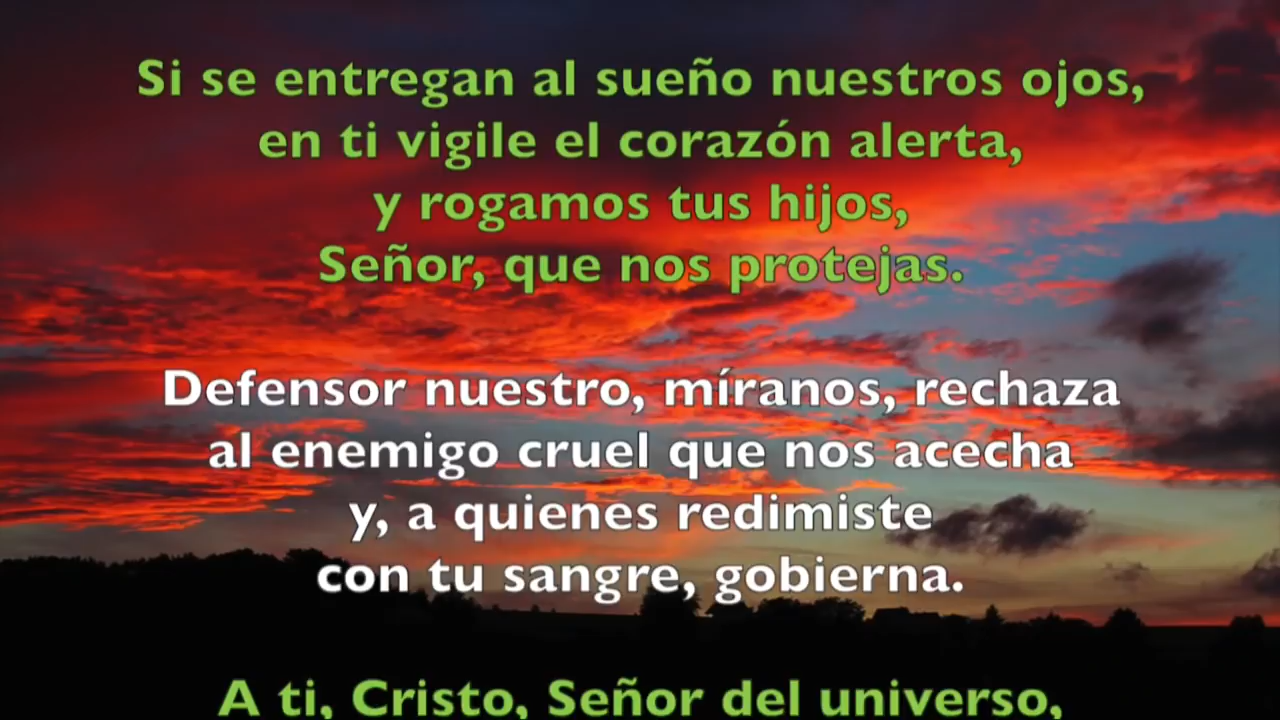 Si se entregan al sueño nuestros ojos,
en ti vigile el corazón alerta,
y rogamos tus hijos,
Señor, que nos protejas.
Defensor nuestro, míranos, rechaza
al enemigo cruel que nos acecha
y, a quienes redimiste
con tu sangre, gobierna.
A ti, Cristo, Señor del universo,